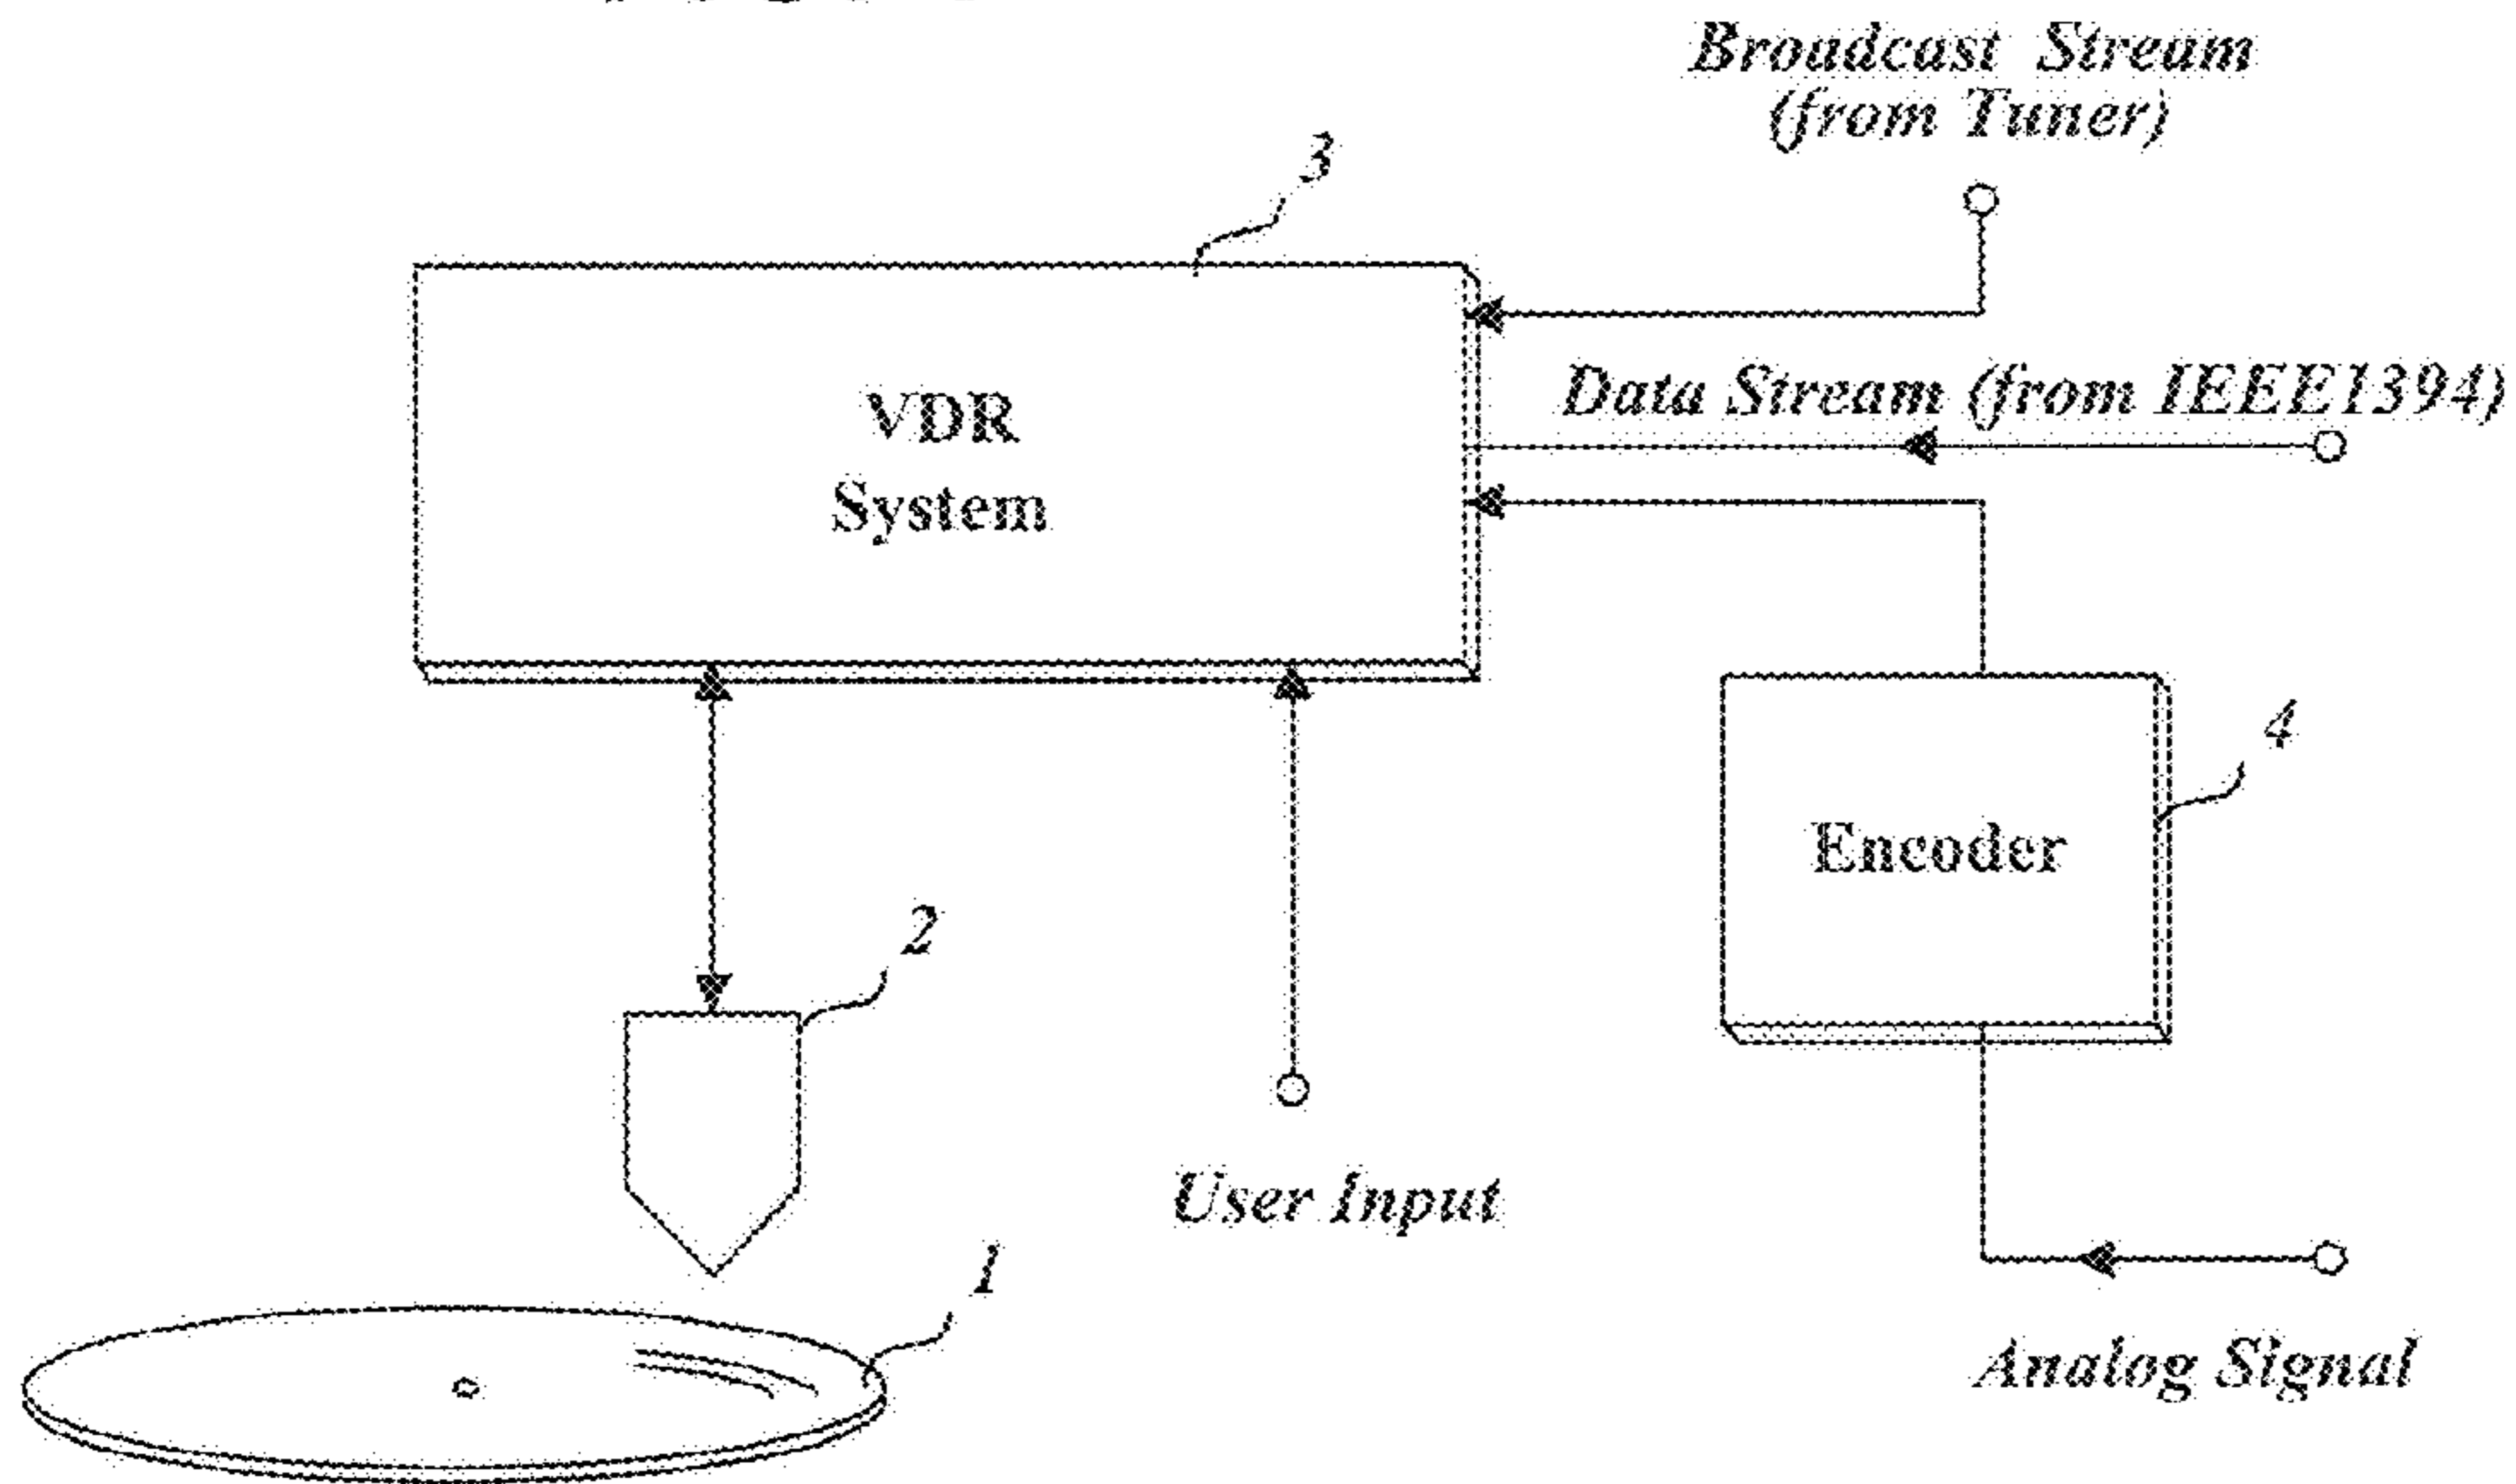 Broadcast Stream
(from Tuner)
3
Data Stream (from IEEE1394)
VDR
System
4
Encoder
2
User Input
1
Analog Signal